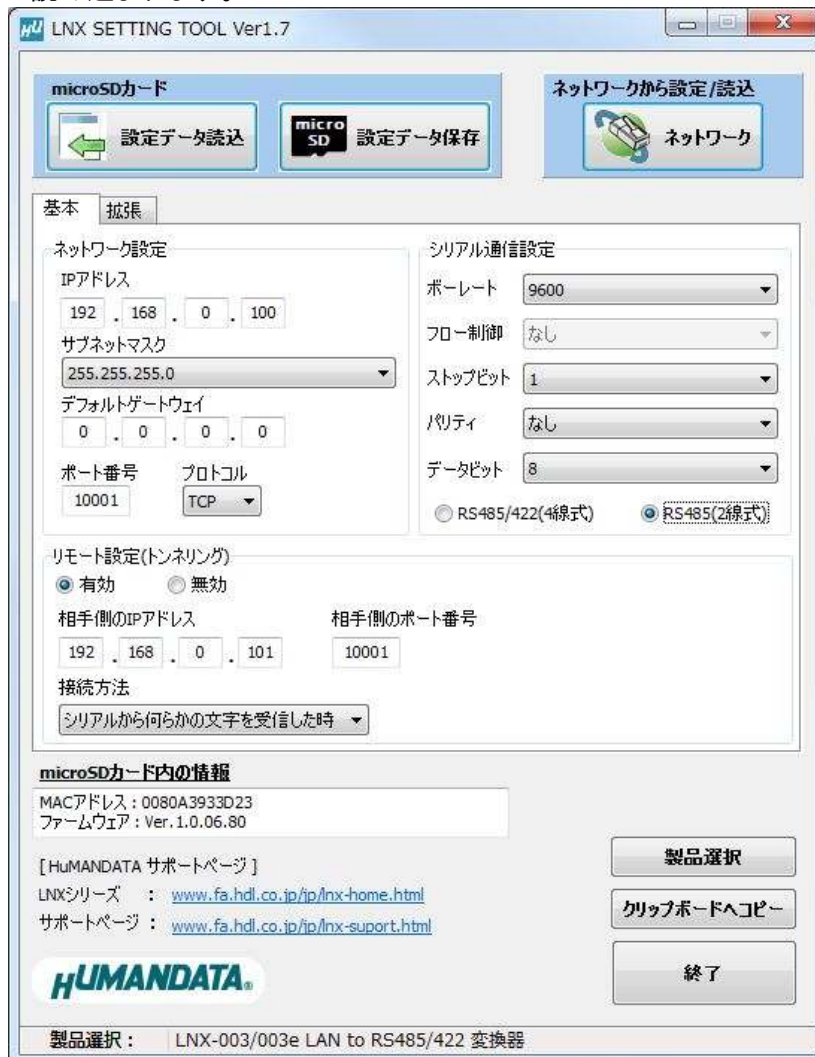 LNX SETTING TOOL Ver1.7
microSDカード
設定データ読込
micro SD
設定データ保存
ネットワークから設定/読込
ネットワーク
基本
拡張
ネットワーク設定
IPアドレス
192 . 168 . 0 . 100
サブネットマスク
255.255.255.0
デフォルトゲートウェイ
0 . 0 . 0 . 0
ポート番号 プロトコル
10001 TCP
シリアル通信設定
ボーレート 9600
フロー制御 なし
ストップビット 1
パリティ なし
データビット 8
RS485/422(4線式) RS485(2線式)
リモート設定(トンネリング)
有効 無効
相手側のIPアドレス 相手側のポート番号
192 . 168 . 0 . 101 10001
接続方法
シリアルから何らかの文字を受信した時
microSDカード内の情報
MACアドレス : 0080A3933D23
ファームウェア : Ver.1.0.06.80
[ HuMANDATA サポートページ ]
LNXシリーズ : www.fa.hdl.co.jp/jp/lnx-home.html
サポートページ : www.fa.hdl.co.jp/jp/lnx-suport.html
製品選択
クリップボードへコピー
終了
HUMANDATA®
製品選択 : LNX-003/003e LAN to RS485/422 変換器